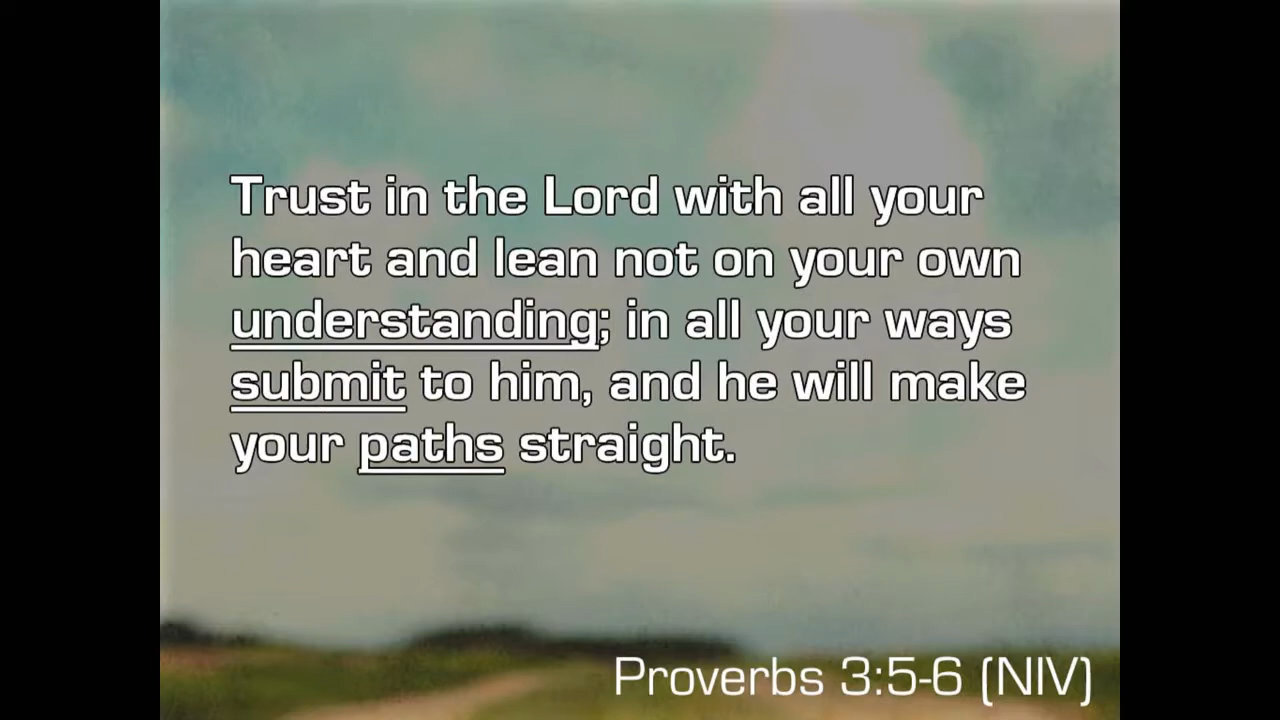 Trust in the Lord with all your
heart and lean not on your own
understanding; in all your ways
submit to him, and he will make
your paths straight.
Proverbs 3:5-6 (NIV)